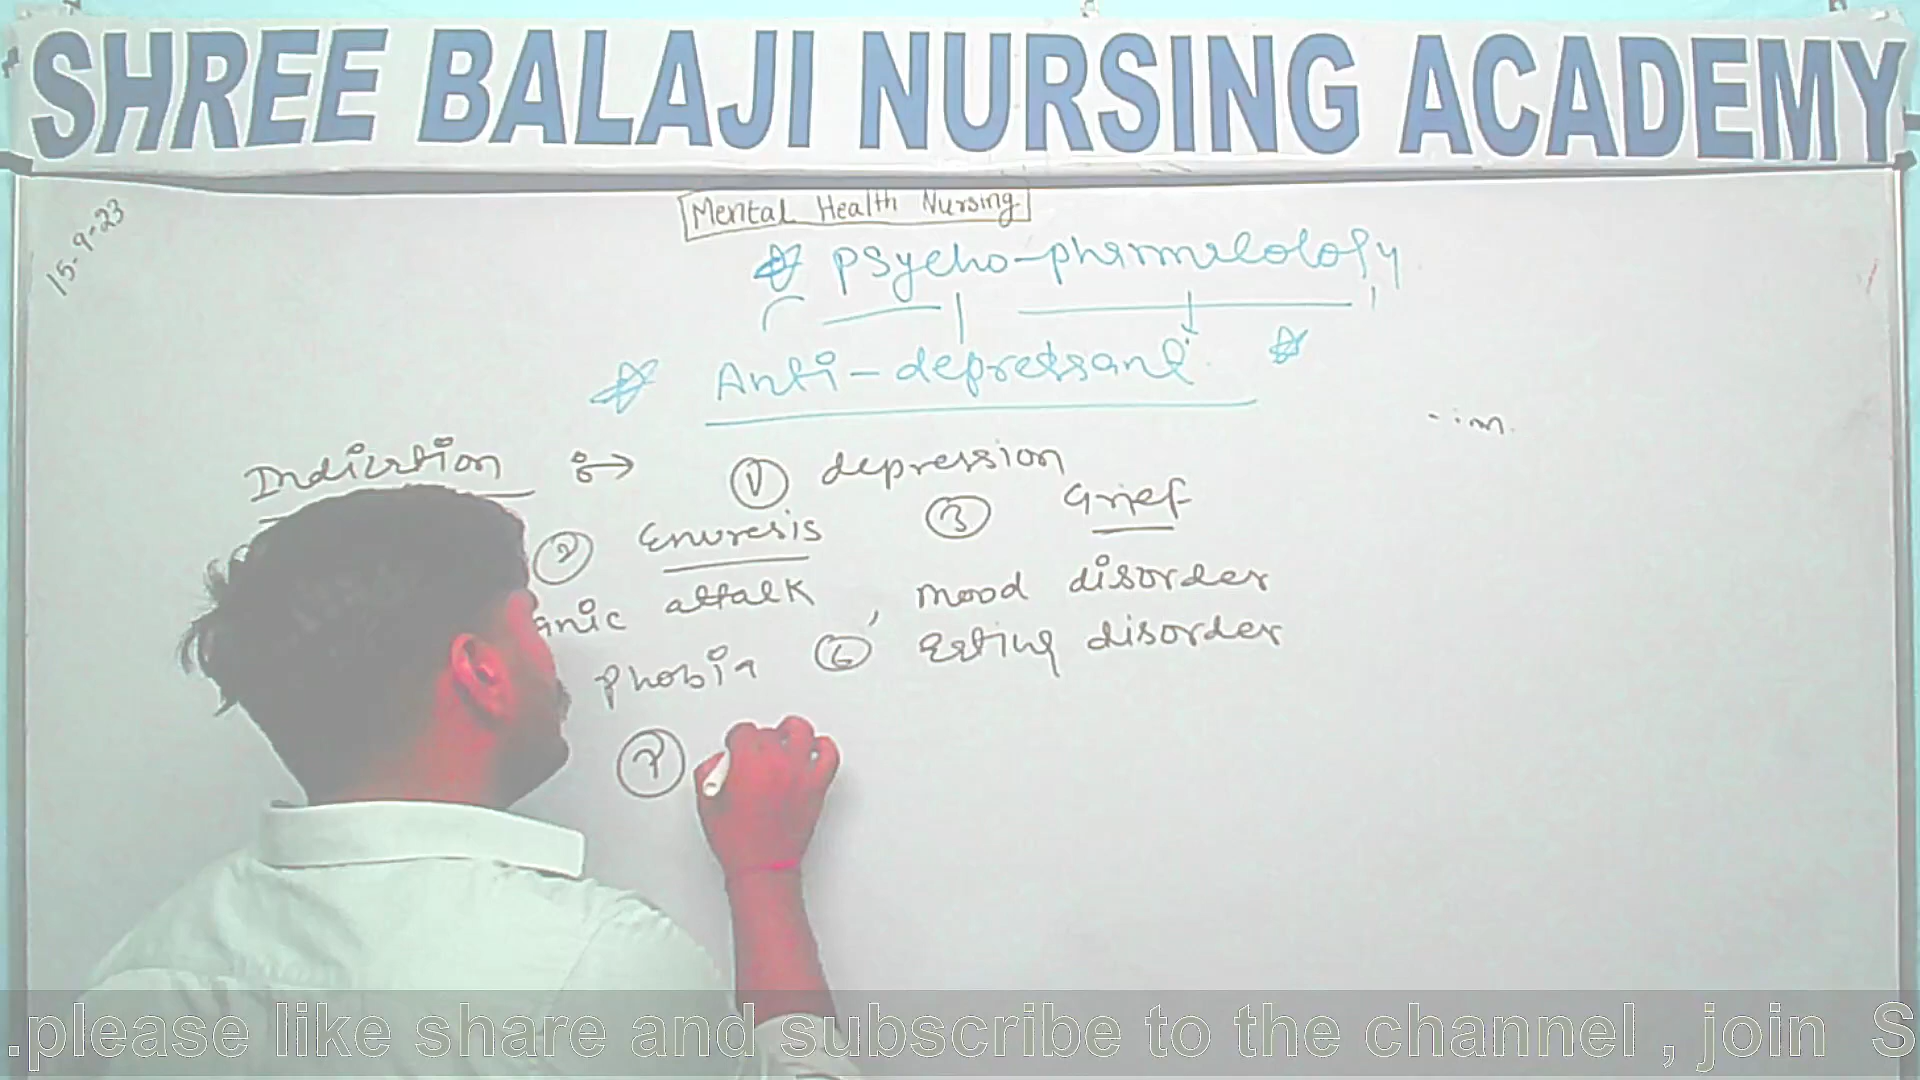 SHREE BALAJI NURSING ACADEMY
15-9-23
Mental Health Nursing
Psycho-phermacology
Anti-depressant
Indication :→ ① depression
② Enuresis ③ Grief
anic attack, mood disorder
phobia ⑥ Eating disorder
⑦
.please like share and subscribe to the channel , join S